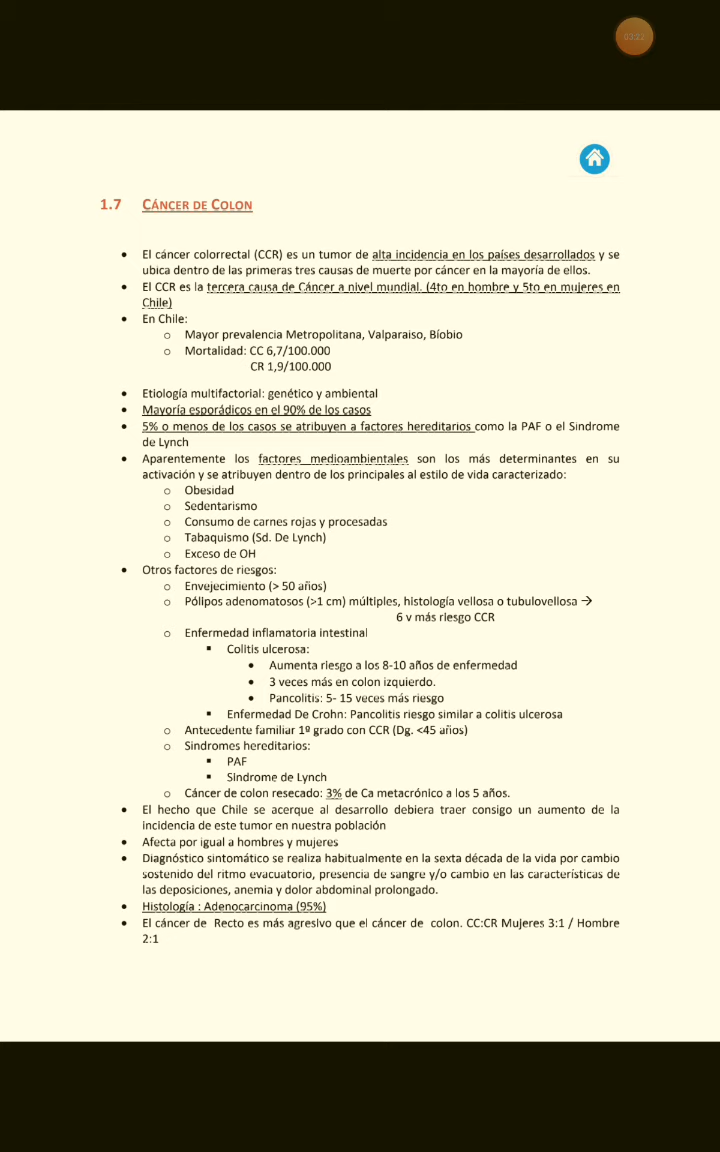 03:22
1.7 CÁNCER DE COLON
• El cáncer colorrectal (CCR) es un tumor de alta incidencia en los países desarrollados y se
ubica dentro de las primeras tres causas de muerte por cáncer en la mayoría de ellos.
• El CCR es la tercera causa de Cáncer a nivel mundial. (4to en hombre y 5to en mujeres en
Chile)
• En Chile:
o Mayor prevalencia Metropolitana, Valparaiso, Bíobio
o Mortalidad: CC 6,7/100.000
CR 1,9/100.000
• Etiología multifactorial: genético y ambiental
• Mayoría esporádicos en el 90% de los casos
• 5% o menos de los casos se atribuyen a factores hereditarios como la PAF o el Sindrome
de Lynch
• Aparentemente los factores medioambientales son los más determinantes en su
activación y se atribuyen dentro de los principales al estilo de vida caracterizado:
o Obesidad
o Sedentarismo
o Consumo de carnes rojas y procesadas
o Tabaquismo (Sd. De Lynch)
o Exceso de OH
• Otros factores de riesgos:
o Envejecimiento (> 50 años)
o Pólipos adenomatosos (>1 cm) múltiples, histología vellosa o tubulovellosa →
6 v más riesgo CCR
o Enfermedad inflamatoria intestinal
▪ Colitis ulcerosa:
• Aumenta riesgo a los 8-10 años de enfermedad
• 3 veces más en colon izquierdo.
• Pancolitis: 5- 15 veces más riesgo
▪ Enfermedad De Crohn: Pancolitis riesgo similar a colitis ulcerosa
o Antecedente familiar 1º grado con CCR (Dg. <45 años)
o Sindromes hereditarios:
▪ PAF
▪ Sindrome de Lynch
o Cáncer de colon resecado: 3% de Ca metacrónico a los 5 años.
• El hecho que Chile se acerque al desarrollo debiera traer consigo un aumento de la
incidencia de este tumor en nuestra población
• Afecta por igual a hombres y mujeres
• Diagnóstico sintomático se realiza habitualmente en la sexta década de la vida por cambio
sostenido del ritmo evacuatorio, presencia de sangre y/o cambio en las características de
las deposiciones, anemia y dolor abdominal prolongado.
• Histología : Adenocarcinoma (95%)
• El cáncer de Recto es más agresivo que el cáncer de colon. CC:CR Mujeres 3:1 / Hombre
2:1